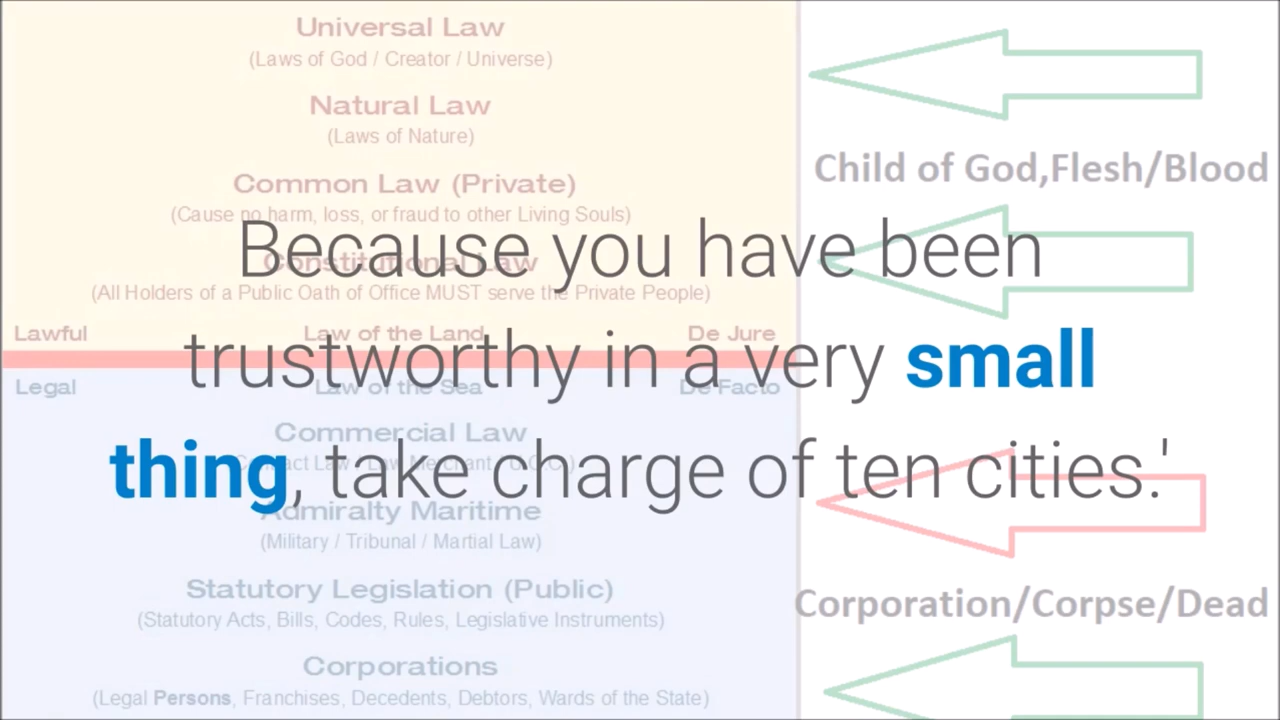 Universal Law
(Laws of God / Creator / Universe)
Natural Law
(Laws of Nature)
Child of God,Flesh/Blood
Common Law (Private)
(Cause no harm, loss, or fraud to other Living Souls)
Because you have been
Constitutional Law
(All Holders of a Public Oath of Office MUST serve the Private People)
Lawful Law of the Land De Jure
trustworthy in a very small
Legal Law of the Sea De Facto
Commercial Law
thing, take charge of ten cities.'
Law Merchant
Admiralty Maritime
(Military / Tribunal / Martial Law)
Statutory Legislation (Public)
Corporation/Corpse/Dead
(Statutory Acts, Bills, Codes, Rules, Legislative Instruments)
Corporations
(Legal Persons, Franchises, Decedents, Debtors, Wards of the State)